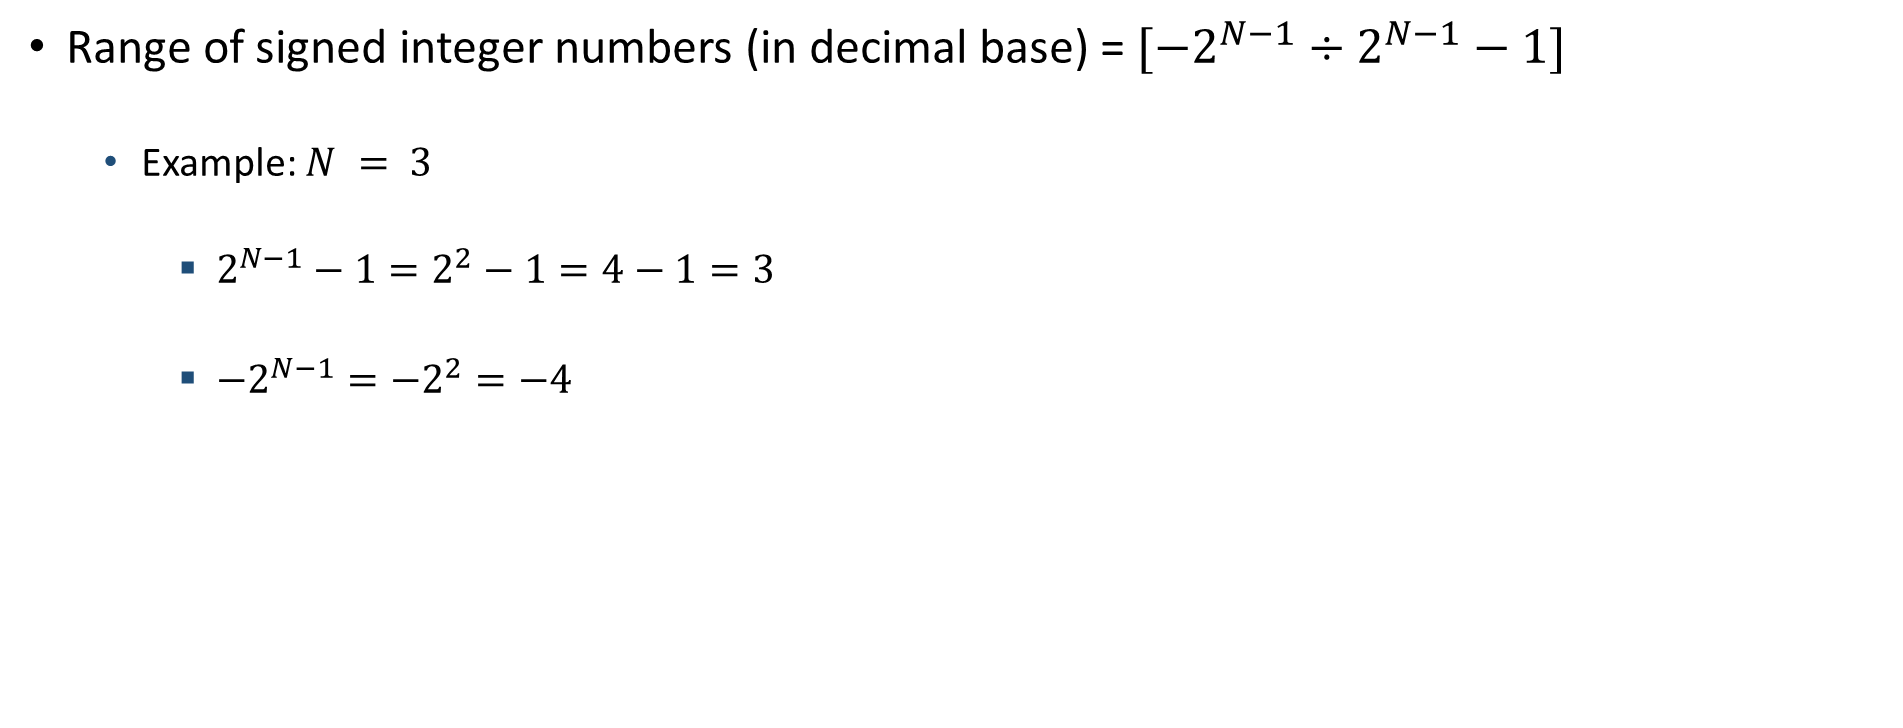 • Range of signed integer numbers (in decimal base) = [−2^{N−1} ÷ 2^{N−1} − 1]
• Example: N = 3
▪ 2^{N−1} − 1 = 2^2 − 1 = 4 − 1 = 3
▪ −2^{N−1} = −2^2 = −4